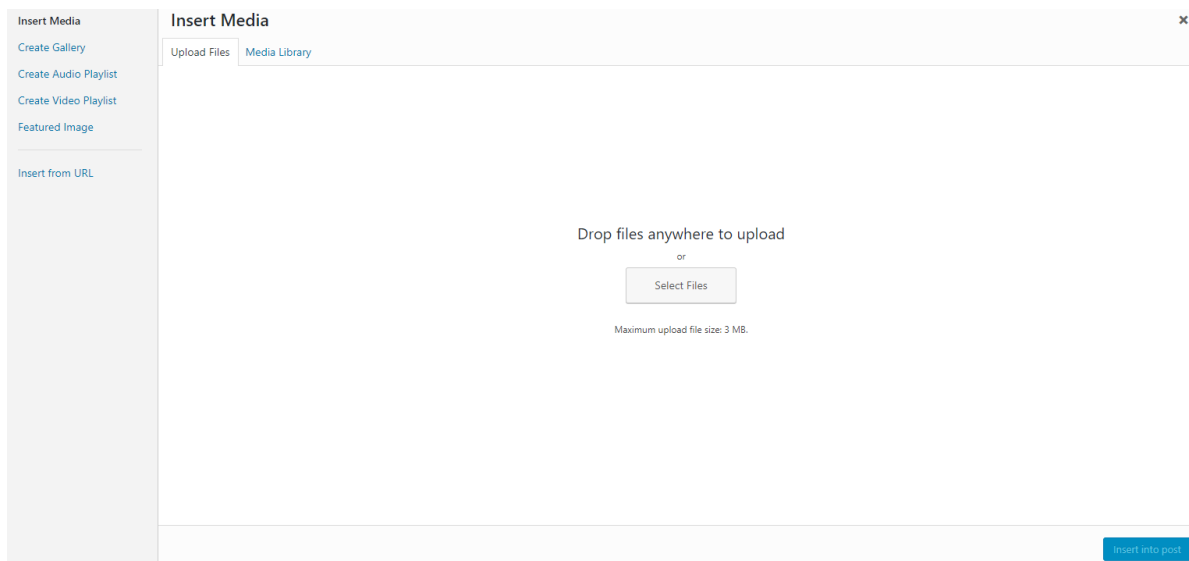 Insert Media
Create Gallery
Create Audio Playlist
Create Video Playlist
Featured Image
Insert from URL
Insert Media
Upload Files
Media Library
Drop files anywhere to upload
or
Select Files
Maximum upload file size: 3 MB.
Insert into post